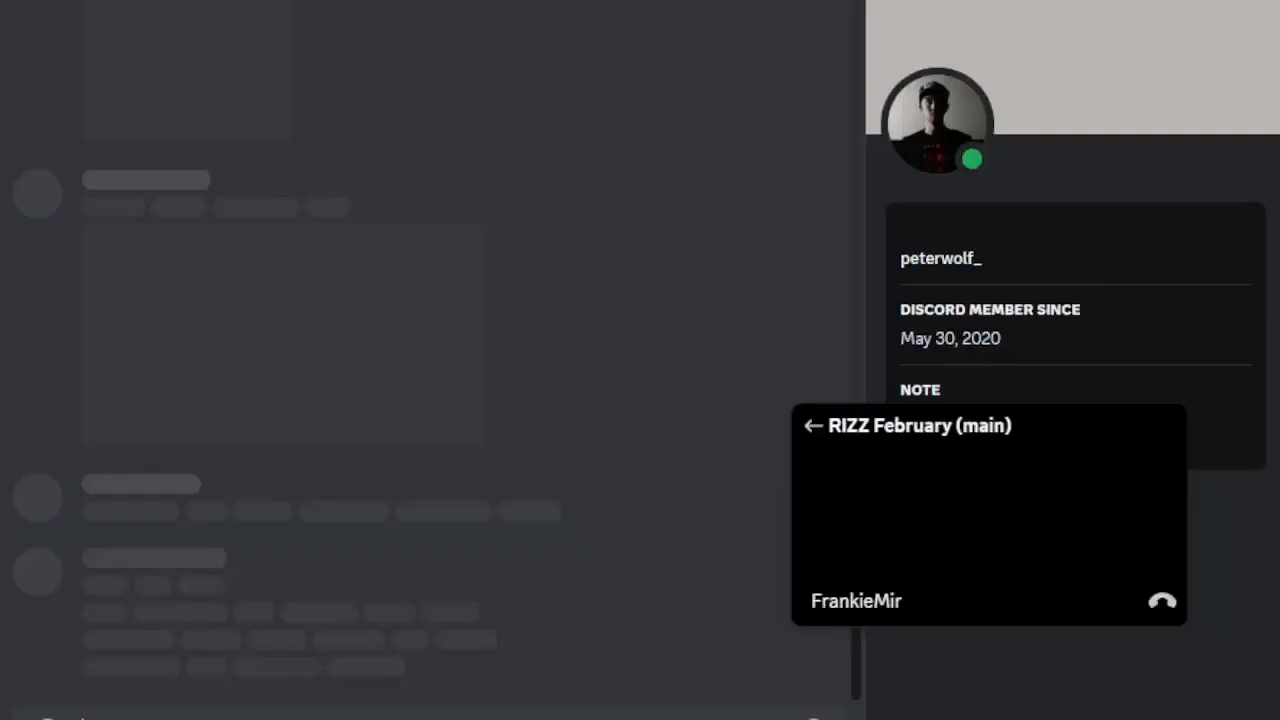 peterwolf_
DISCORD MEMBER SINCE
May 30, 2020
NOTE
← RIZZ February (main)
FrankieMir